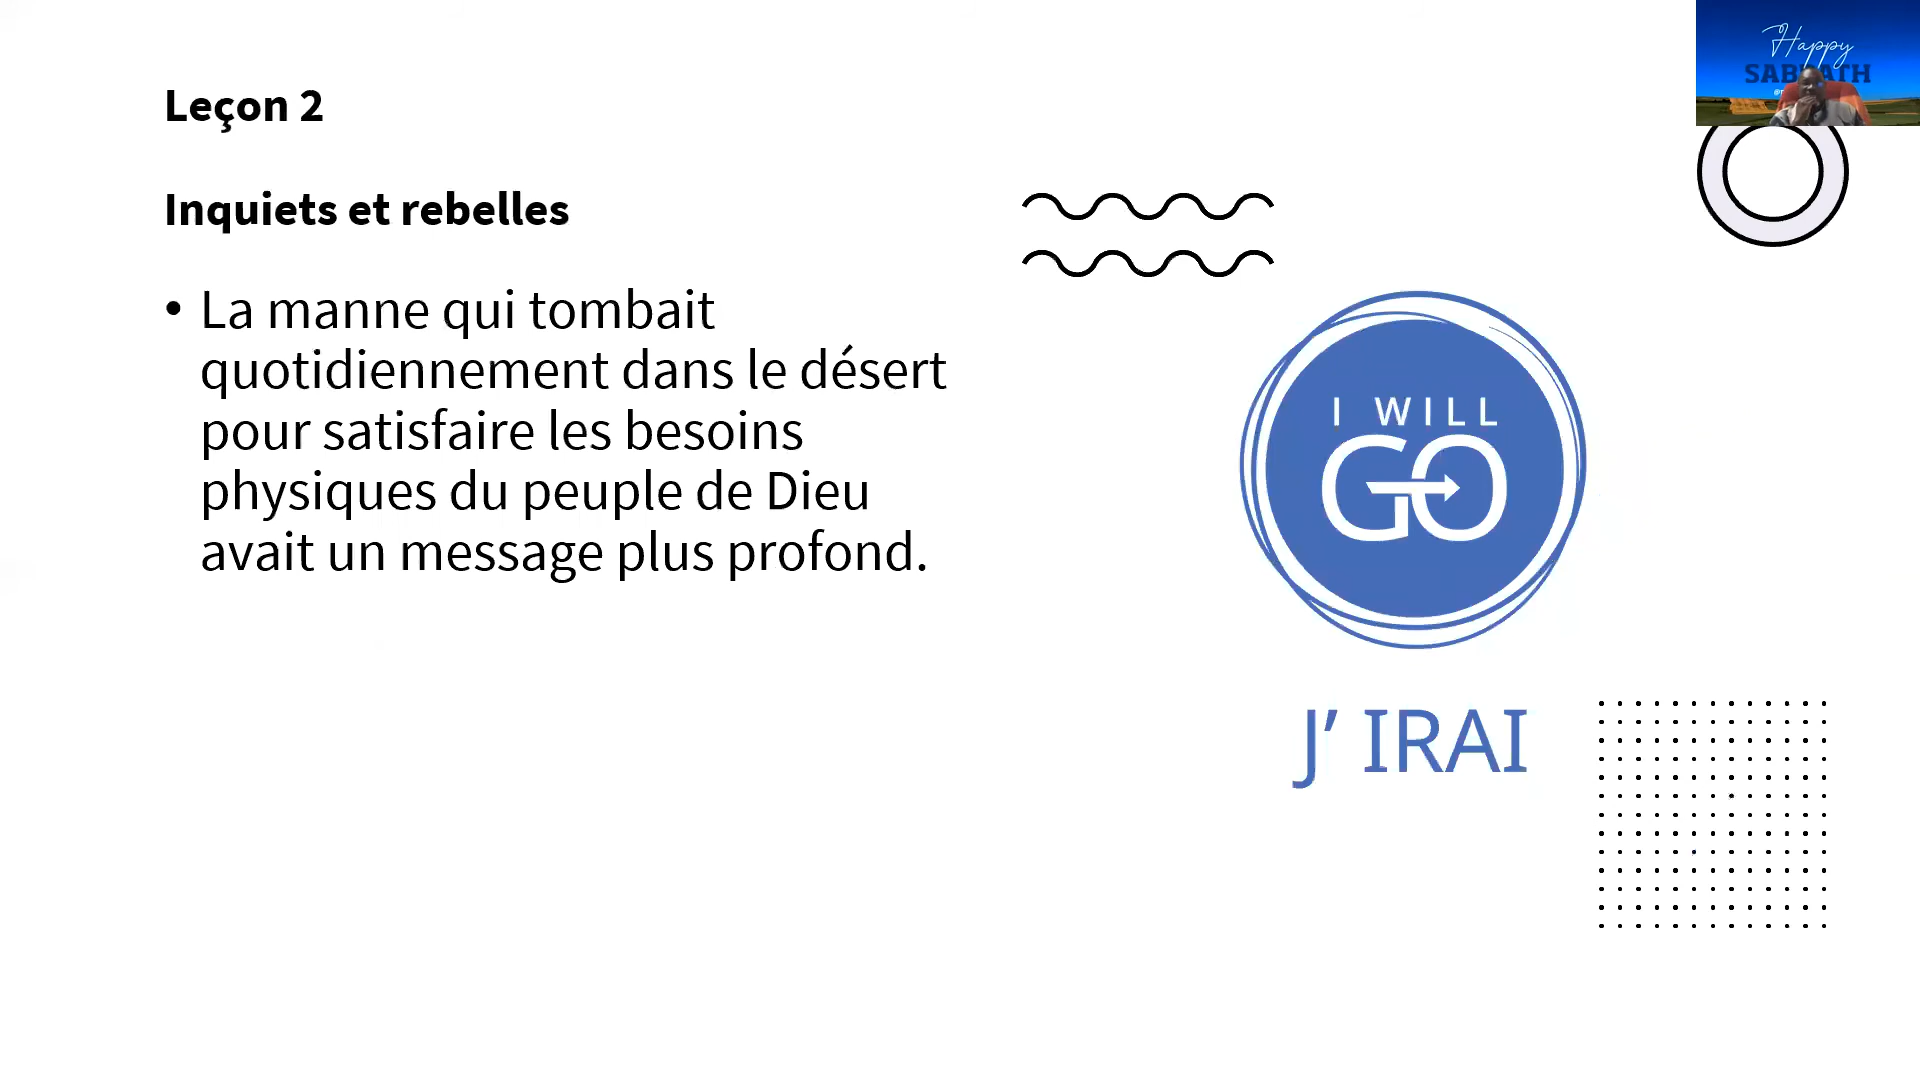 Happy
SABBATH
Leçon 2
Inquiets et rebelles
• La manne qui tombait
quotidiennement dans le désert
pour satisfaire les besoins
physiques du peuple de Dieu
avait un message plus profond.
I WILL
GO
J’ IRAI